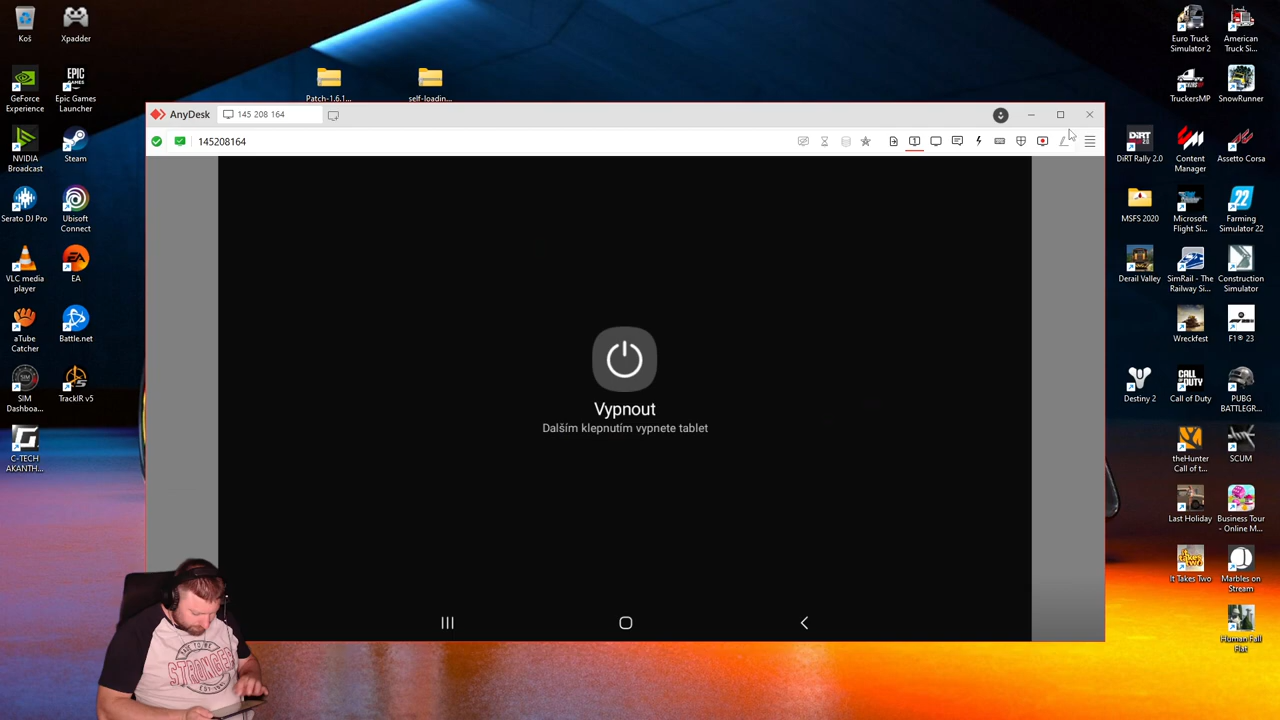 Koš
Xpadder
GeForce
Experience
Epic Games
Launcher
NVIDIA
Broadcast
Steam
Serato DJ Pro
Ubisoft
Connect
VLC media
player
EA
aTube
Catcher
Battle.net
SIM
Dashboa...
TrackIR v5
C-TECH
AKANTH...
Patch-1.6.1...
self-loadin...
AnyDesk
145 208 164
145208164
Vypnout
Dalším klepnutím vypnete tablet
Euro Truck
Simulator 2
American
Truck Si...
TruckersMP
SnowRunner
DiRT Rally 2.0
Content
Manager
Assetto Corsa
MSFS 2020
Microsoft
Flight Si...
Farming
Simulator 22
Derail Valley
SimRail - The
Railway Si...
Construction
Simulator
Wreckfest
F1® 23
Destiny 2
Call of Duty
PUBG
BATTLEGR...
theHunter
Call of t...
SCUM
Last Holiday
Business Tour
- Online M...
It Takes Two
Marbles on
Stream
Human Fall
Flat
STRONGER